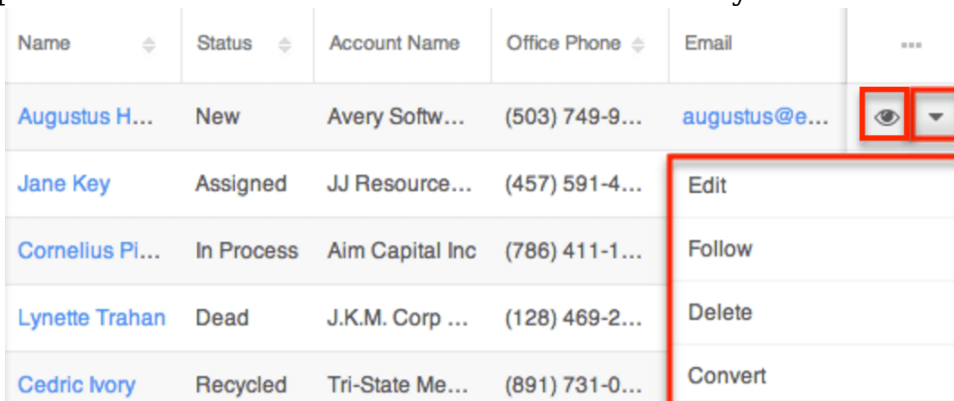 Name Status Account Name Office Phone Email
Augustus H... New Avery Softw... (503) 749-9... augustus@e...
Jane Key Assigned JJ Resource... (457) 591-4... Edit
Cornelius Pi... In Process Aim Capital Inc (786) 411-1... Follow
Lynette Trahan Dead J.K.M. Corp ... (128) 469-2... Delete
Cedric Ivory Recycled Tri-State Me... (891) 731-0... Convert